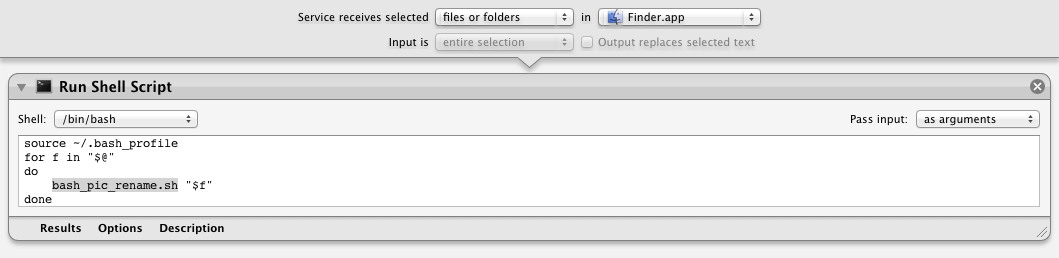 Service receives selected files or folders in Finder.app
Input is entire selection Output replaces selected text
Run Shell Script
Shell: /bin/bash Pass input: as arguments
source ~/.bash_profile
for f in "$@"
do
    bash_pic_rename.sh "$f"
done
Results Options Description